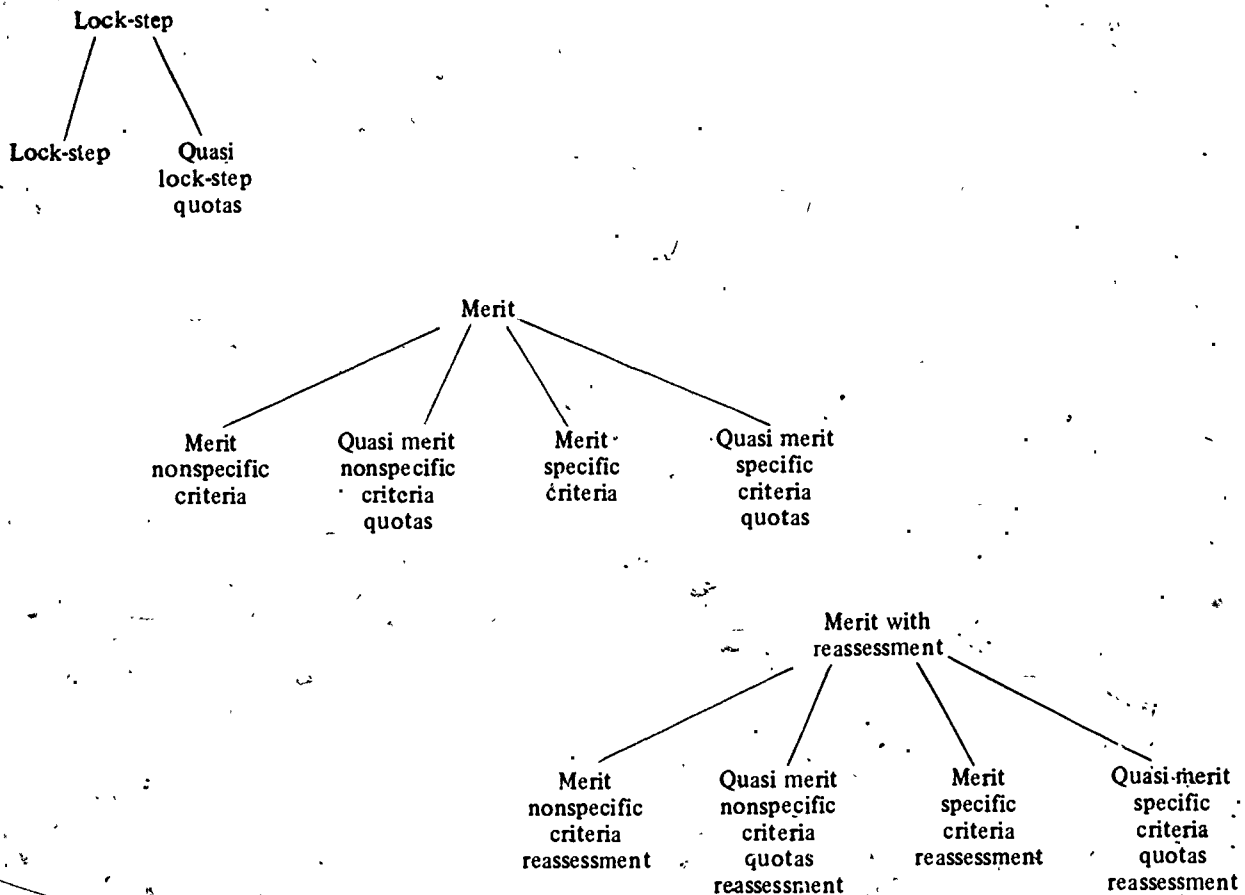 Lock-step
Lock-step
Quasi
lock-step
quotas
Merit
Merit
nonspecific
criteria
Quasi merit
nonspecific
criteria
quotas
Merit
specific
criteria
Quasi merit
specific
criteria
quotas
Merit with
reassessment
Merit
nonspecific
criteria
reassessment
Quasi merit
nonspecific
criteria
quotas
reassessment
Merit
specific
criteria
reassessment
Quasi merit
specific
criteria
quotas
reassessment